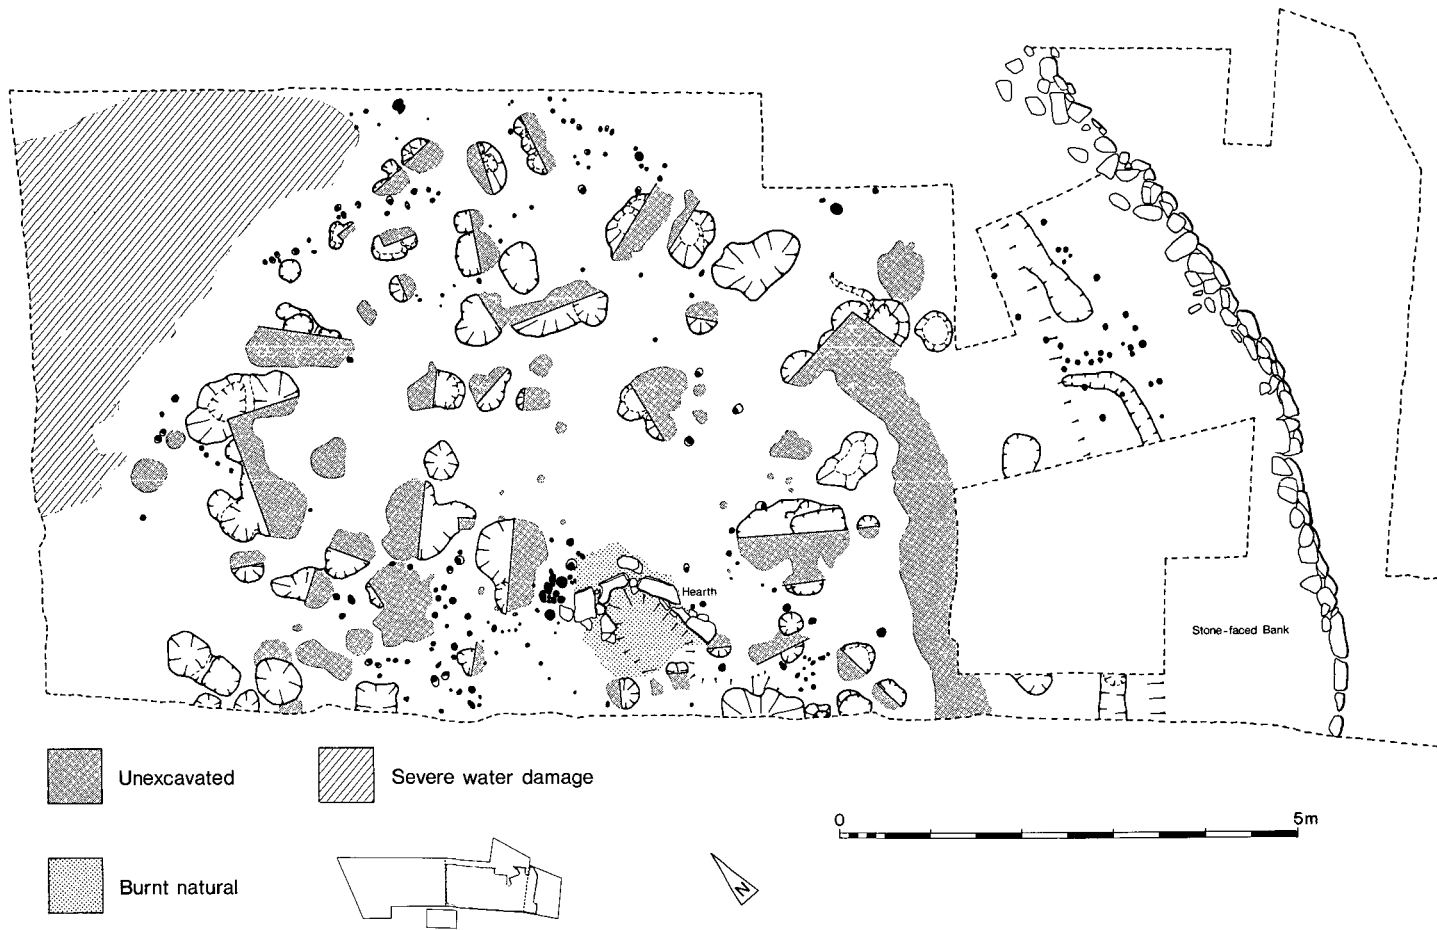 Hearth
Stone-faced Bank
Unexcavated
Severe water damage
0 5m
Burnt natural
N